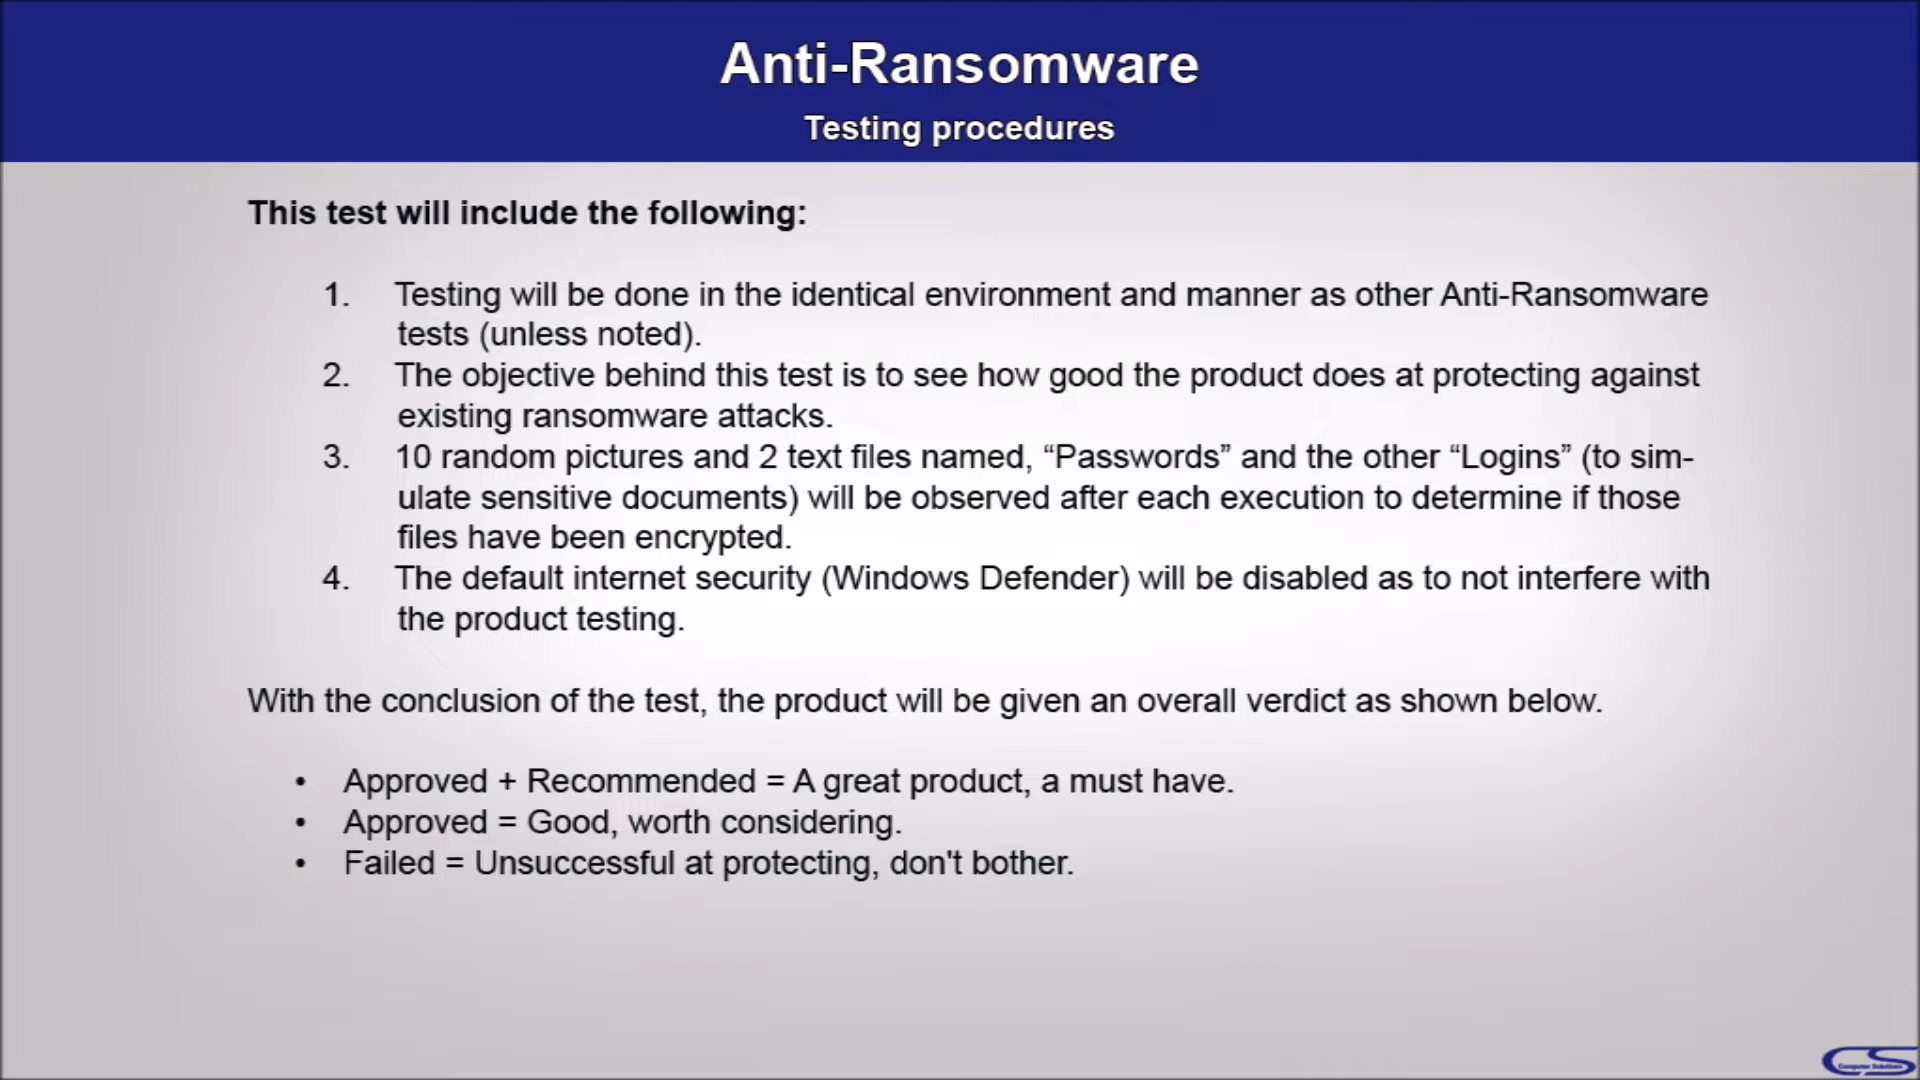 Anti-Ransomware
Testing procedures
This test will include the following:
1. Testing will be done in the identical environment and manner as other Anti-Ransomware
tests (unless noted).
2. The objective behind this test is to see how good the product does at protecting against
existing ransomware attacks.
3. 10 random pictures and 2 text files named, “Passwords” and the other “Logins” (to sim-
ulate sensitive documents) will be observed after each execution to determine if those
files have been encrypted.
4. The default internet security (Windows Defender) will be disabled as to not interfere with
the product testing.
With the conclusion of the test, the product will be given an overall verdict as shown below.
• Approved + Recommended = A great product, a must have.
• Approved = Good, worth considering.
• Failed = Unsuccessful at protecting, don't bother.
CS
Computer Solutions